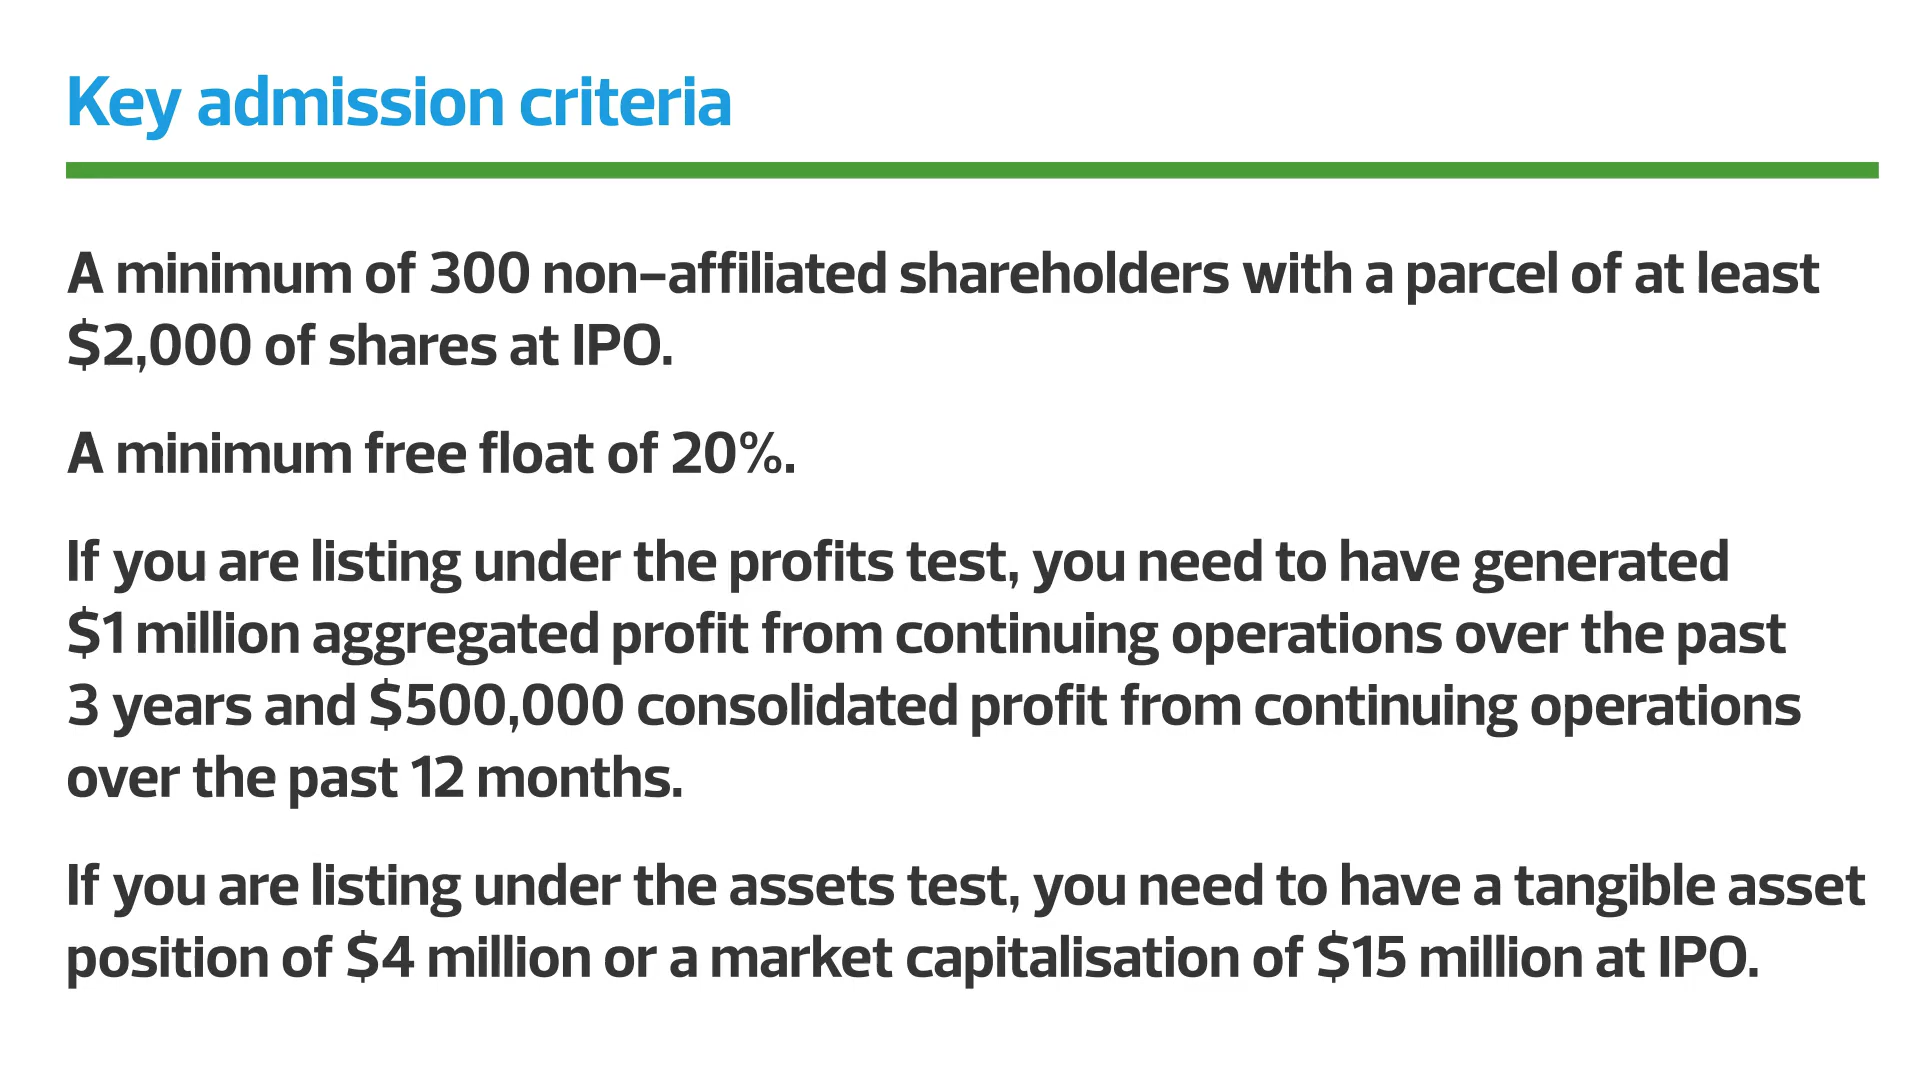 Key admission criteria
A minimum of 300 non-affiliated shareholders with a parcel of at least
$2,000 of shares at IPO.
A minimum free float of 20%.
If you are listing under the profits test, you need to have generated
$1 million aggregated profit from continuing operations over the past
3 years and $500,000 consolidated profit from continuing operations
over the past 12 months.
If you are listing under the assets test, you need to have a tangible asset
position of $4 million or a market capitalisation of $15 million at IPO.